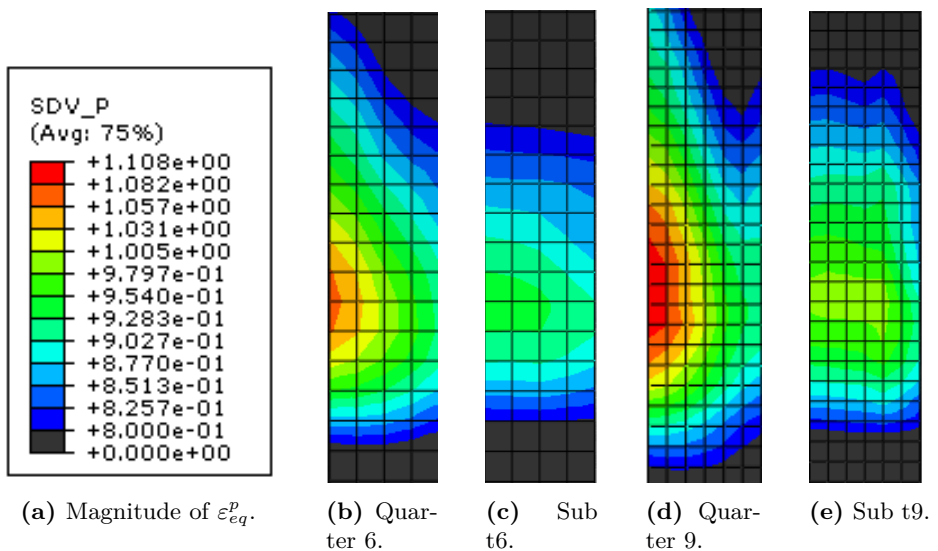 SDV_P
(Avg: 75%)
+1.108e+00
+1.082e+00
+1.057e+00
+1.031e+00
+1.005e+00
+9.797e-01
+9.540e-01
+9.283e-01
+9.027e-01
+8.770e-01
+8.513e-01
+8.257e-01
+8.000e-01
+0.000e+00
(a) Magnitude of ε_{eq}^{p}.
(b) Quar-
ter 6.
(c) Sub
t6.
(d) Quar-
ter 9.
(e) Sub t9.